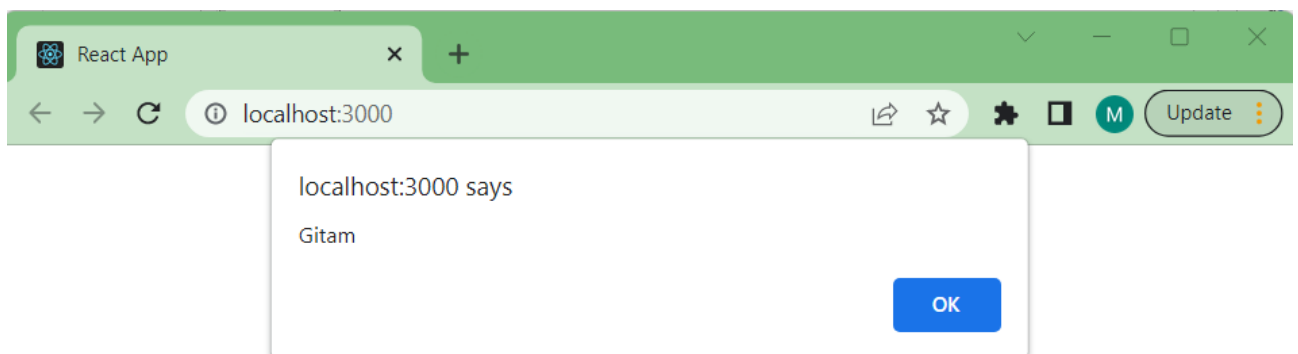 React App
localhost:3000
M
Update
localhost:3000 says
Gitam
OK